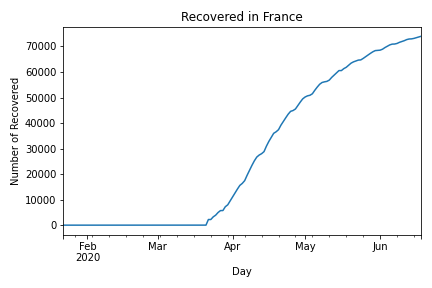 Recovered in France
Number of Recovered
70000
60000
50000
40000
30000
20000
10000
0
Feb
2020
Mar
Apr
May
Jun
Day